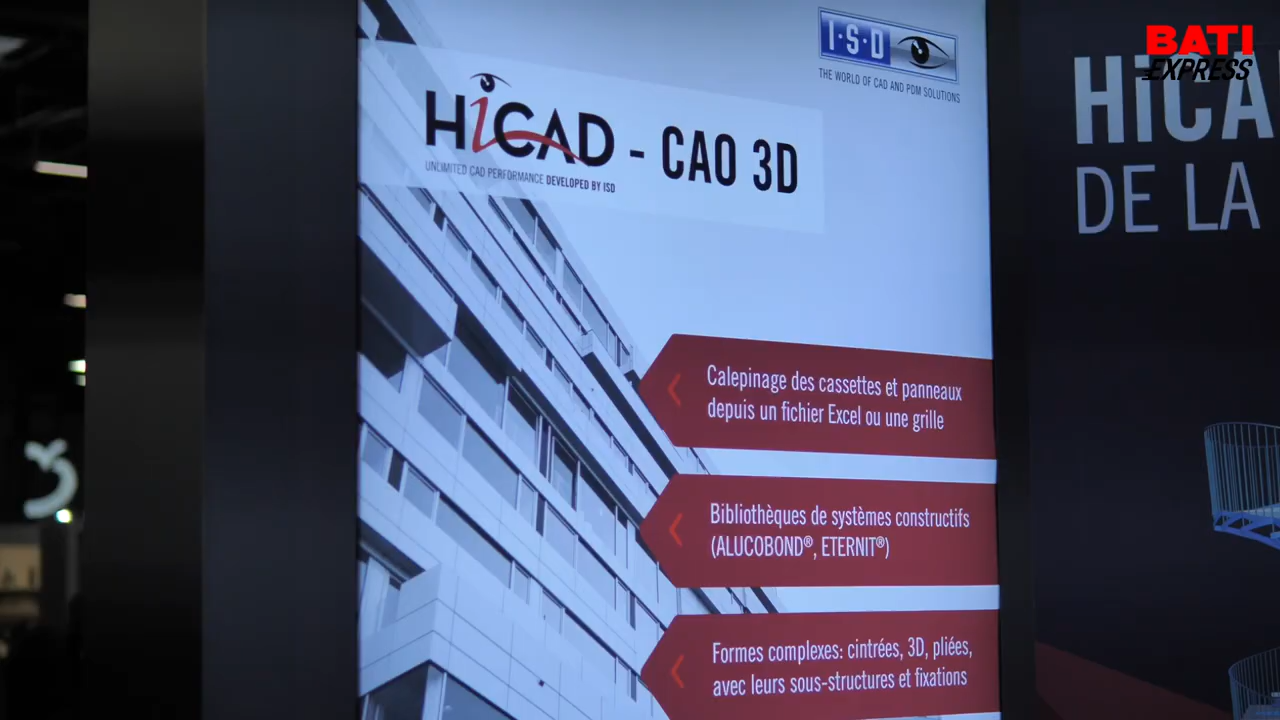 I·S·D
THE WORLD OF CAD AND PDM SOLUTIONS
HiCAD - CAO 3D
UNLIMITED CAD PERFORMANCE DEVELOPED BY ISD
Calepinage des cassettes et panneaux
depuis un fichier Excel ou une grille
Bibliothèques de systèmes constructifs
(ALUCOBOND®, ETERNIT®)
Formes complexes: cintrées, 3D, pliées,
avec leurs sous-structures et fixations
BATI
EXPRESS
HiCA
DE LA